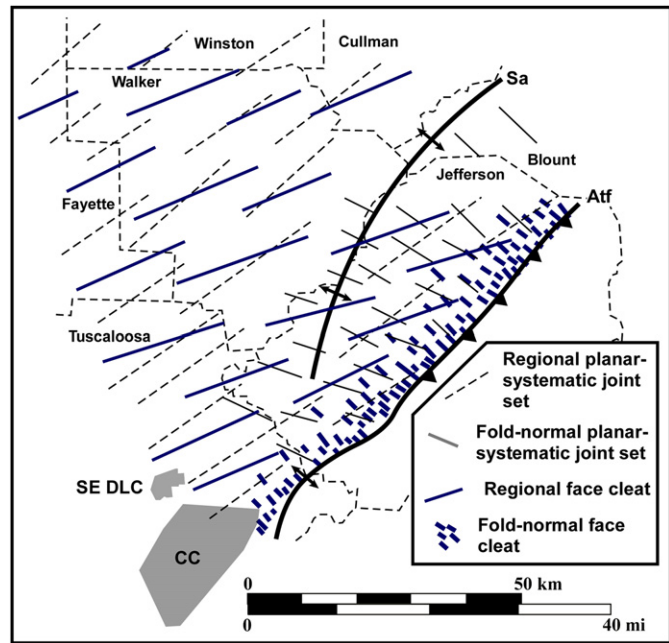 Winston
Cullman
Walker
Sa
Blount
Jefferson
Fayette
Atf
Tuscaloosa
Regional planar-
systematic joint
set
Fold-normal planar-
systematic joint set
SE DLC
Regional face cleat
Fold-normal face
cleat
CC
0 50 km
0 40 mi